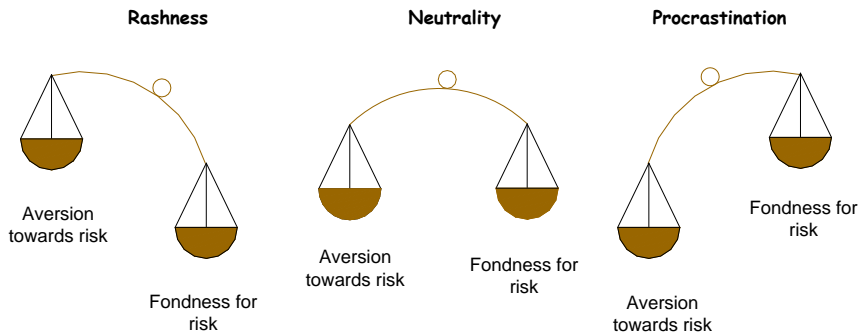 Rashness
Neutrality
Procrastination
Aversion
towards risk
Fondness for
risk
Aversion
towards risk
Fondness for
risk
Fondness for
risk
Aversion
towards risk